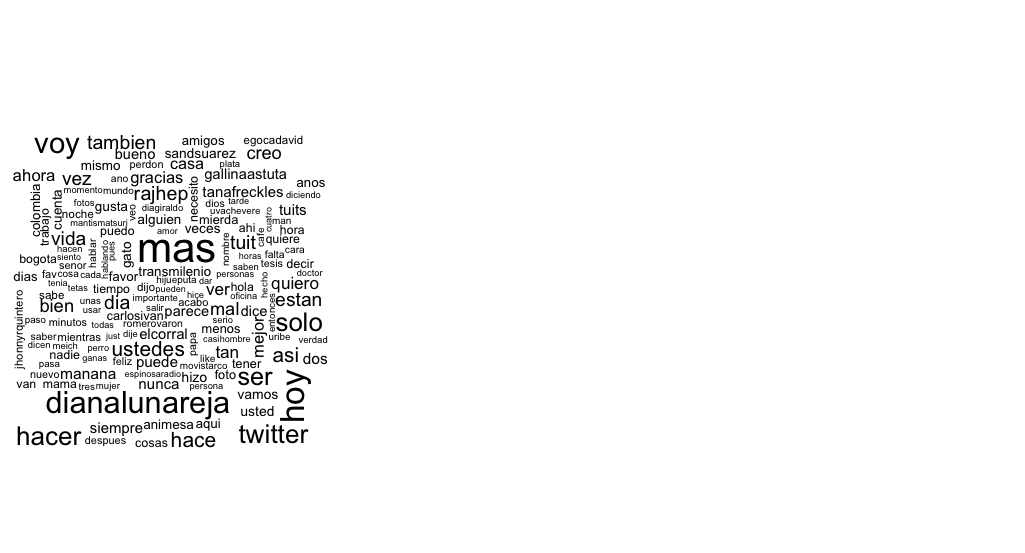 voy tambien amigos egocadavid
bueno sandsuarez creo
mismo perdon casa plata
ahora vez ano gracias gallinaastuta anos
colombia momento mundo rajhep necesito tanafreckles diciendo
trabajo cuenta fotos gusta veo diagiraldo dios tarde
noche uvachevere cuatro tuits
mantismatsurj alguien mierda man
puedo amor veces ahi cafe hora
vida hablar hablando pues gato mas nombre tuit quiere
hacen horas falta cara
bogota siento
senor transmilenio saben tesis decir
dias fav cosa cada favor hijueputa dar personas hecho doctor
tenia tetas tiempo dijo pueden ver hola quiero
sabe unas dia importante hice acabo oficina entonces estan
bien usar salir parece mal dice
jhonnyrquintero paso minutos todas carlosivan romerovaron serio mejor solo
saber mientras just dije elcorral papa menos casihombre uribe verdad
dicen meich perro ustedes tan asi dos
nadie ganas feliz puede like
pasa movistarco tener
nuevo manana espinosaradio hizo foto ser hoy
van mama tres mujer nunca persona vamos
dianalunareja usted
siempre animesa aqui
hacer despues cosas hace twitter